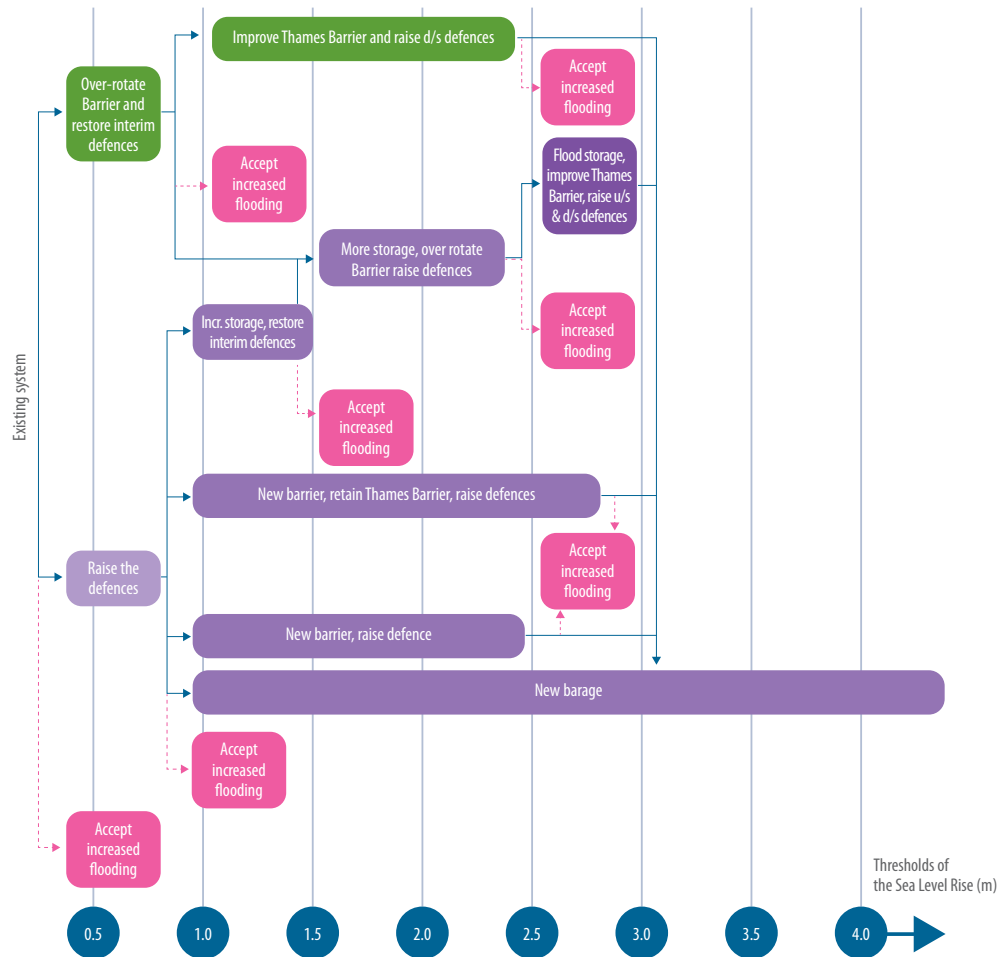 Improve Thames Barrier and raise d/s defences
Over-rotate
Barrier and
restore interim
defences
Accept
increased
flooding
Flood storage,
improve Thames
Barrier, raise u/s
& d/s defences
Accept
increased
flooding
More storage, over rotate
Barrier raise defences
Incr. storage, restore
interim defences
Accept
increased
flooding
Existing system
Accept
increased
flooding
New barrier, retain Thames Barrier, raise defences
Accept
increased
flooding
Raise the
defences
New barrier, raise defence
New barage
Accept
increased
flooding
Accept
increased
flooding
Thresholds of
the Sea Level Rise (m)
0.5 1.0 1.5 2.0 2.5 3.0 3.5 4.0